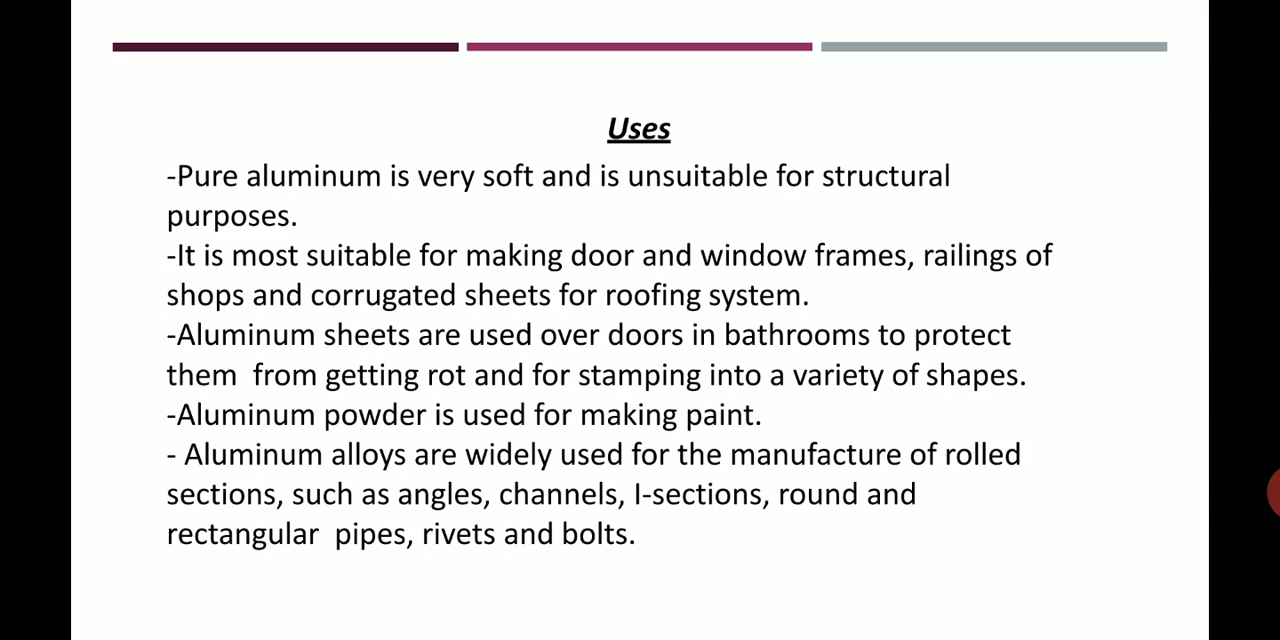 Uses
-Pure aluminum is very soft and is unsuitable for structural
purposes.
-It is most suitable for making door and window frames, railings of
shops and corrugated sheets for roofing system.
-Aluminum sheets are used over doors in bathrooms to protect
them  from getting rot and for stamping into a variety of shapes.
-Aluminum powder is used for making paint.
- Aluminum alloys are widely used for the manufacture of rolled
sections, such as angles, channels, I-sections, round and
rectangular  pipes, rivets and bolts.